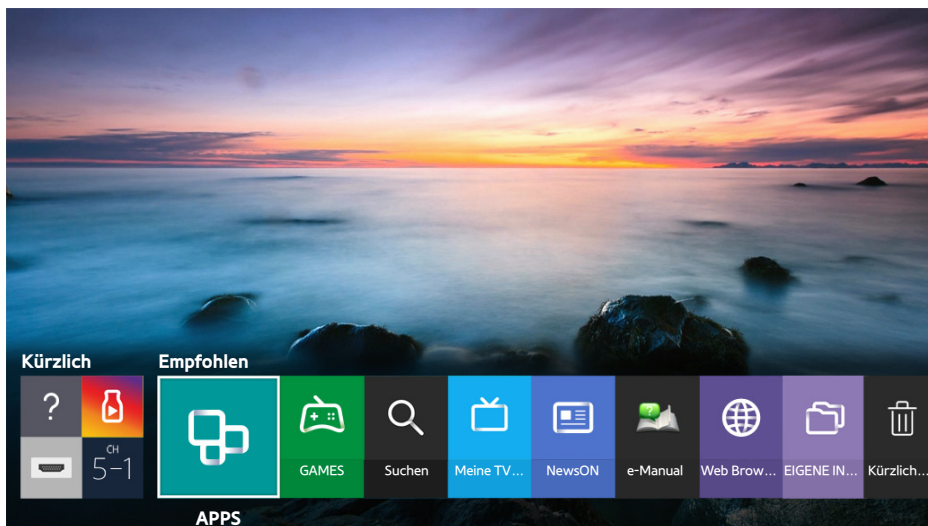 Kürzlich
Empfohlen
?
CH
5-1
GAMES
Suchen
Meine TV...
NewsON
?
e-Manual
Web Brow...
EIGENE IN...
Kürzlich...
APPS